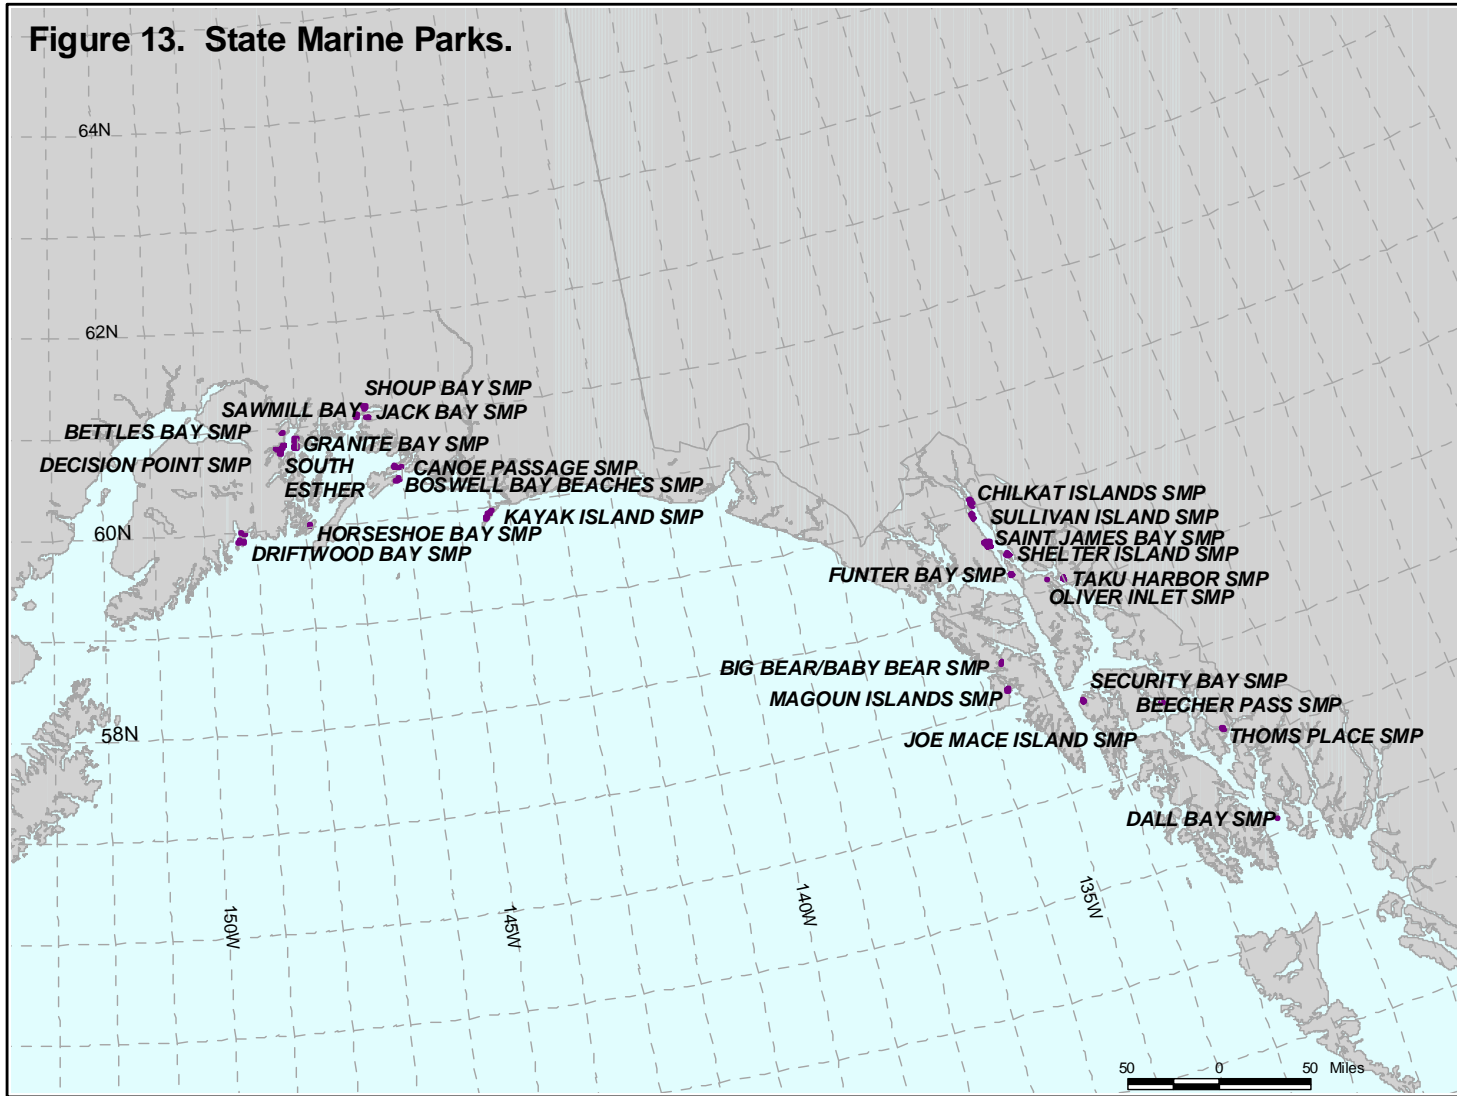 Figure 13. State Marine Parks.
64N
62N
SHOUP BAY SMP
SAWMILL BAY
JACK BAY SMP
BETTLES BAY SMP
GRANITE BAY SMP
DECISION POINT SMP
SOUTH
ESTHER
CANOE PASSAGE SMP
BOSWELL BAY BEACHES SMP
KAYAK ISLAND SMP
60N
HORSESHOE BAY SMP
DRIFTWOOD BAY SMP
CHILKAT ISLANDS SMP
SULLIVAN ISLAND SMP
SAINT JAMES BAY SMP
SHELTER ISLAND SMP
FUNTER BAY SMP
TAKU HARBOR SMP
OLIVER INLET SMP
BIG BEAR/BABY BEAR SMP
MAGOUN ISLANDS SMP
SECURITY BAY SMP
BEECHER PASS SMP
58N
JOE MACE ISLAND SMP
THOMS PLACE SMP
DALL BAY SMP
150W
145W
140W
135W
50 0 50 Miles